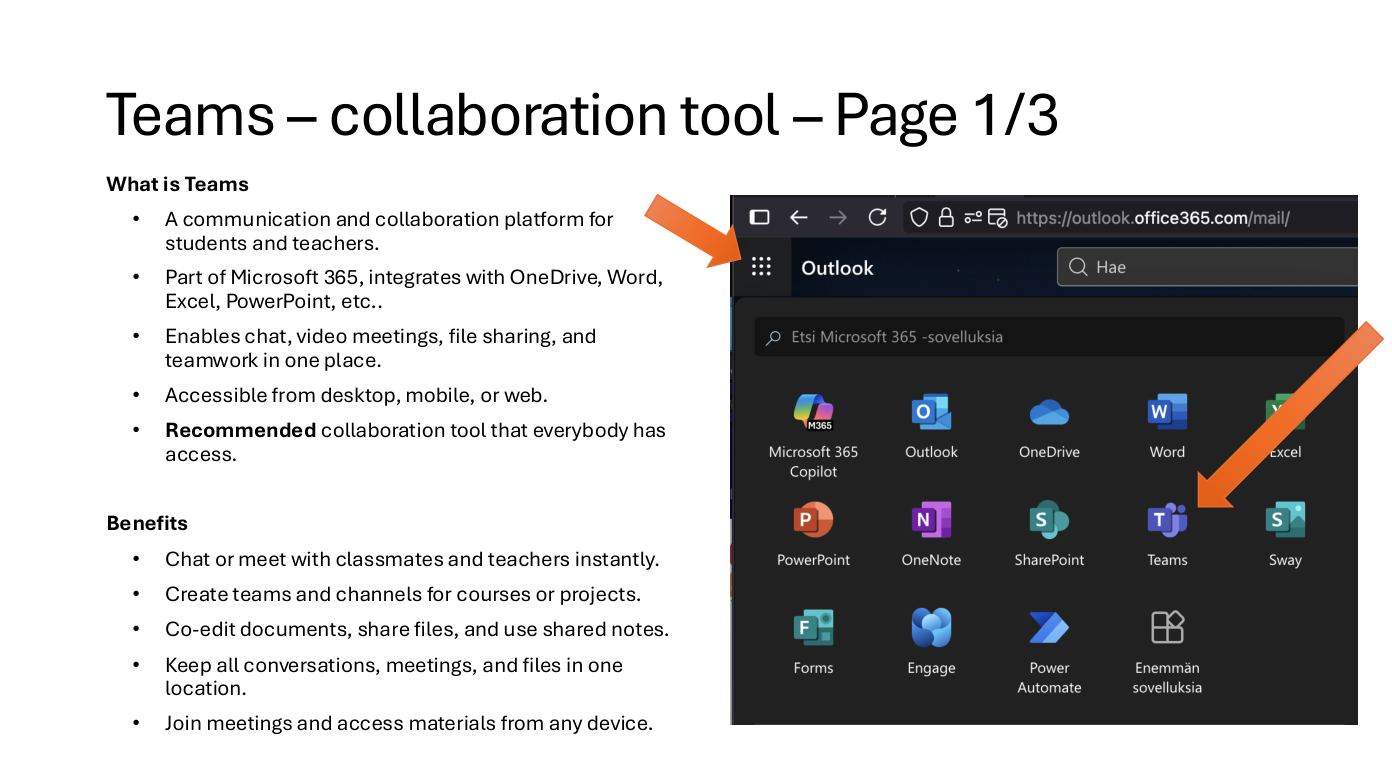 Teams – collaboration tool – Page 1/3
What is Teams
• A communication and collaboration platform for
students and teachers.
• Part of Microsoft 365, integrates with OneDrive, Word,
Excel, PowerPoint, etc..
• Enables chat, video meetings, file sharing, and
teamwork in one place.
• Accessible from desktop, mobile, or web.
• Recommended collaboration tool that everybody has
access.
Benefits
• Chat or meet with classmates and teachers instantly.
• Create teams and channels for courses or projects.
• Co-edit documents, share files, and use shared notes.
• Keep all conversations, meetings, and files in one
location.
• Join meetings and access materials from any device.
https://outlook.office365.com/mail/
Outlook
Hae
Etsi Microsoft 365 -sovelluksia
M365
O
W
X
Microsoft 365
Copilot
Outlook
OneDrive
Word
Excel
P
N
S
T
S
PowerPoint
OneNote
SharePoint
Teams
Sway
F
Forms
Engage
Power
Automate
Enemmän
sovelluksia